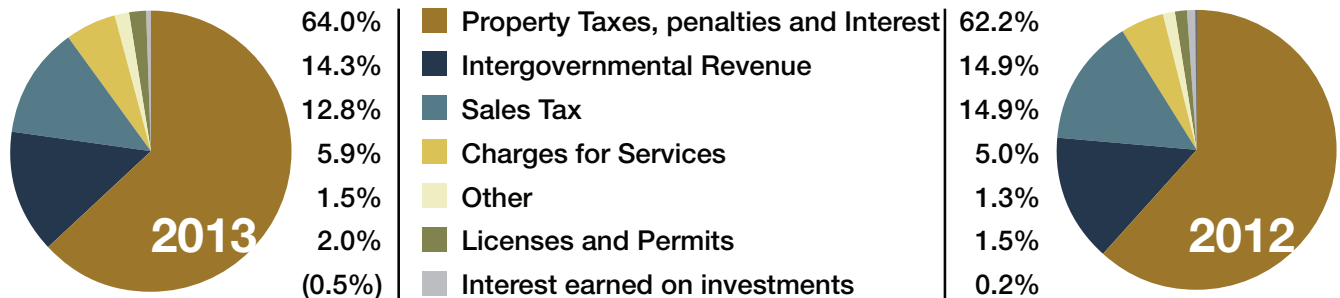 64.0% Property Taxes, penalties and Interest 62.2%
14.3% Intergovernmental Revenue 14.9%
12.8% Sales Tax 14.9%
5.9% Charges for Services 5.0%
1.5% Other 1.3%
2013 2.0% Licenses and Permits 1.5% 2012
(0.5%) Interest earned on investments 0.2%